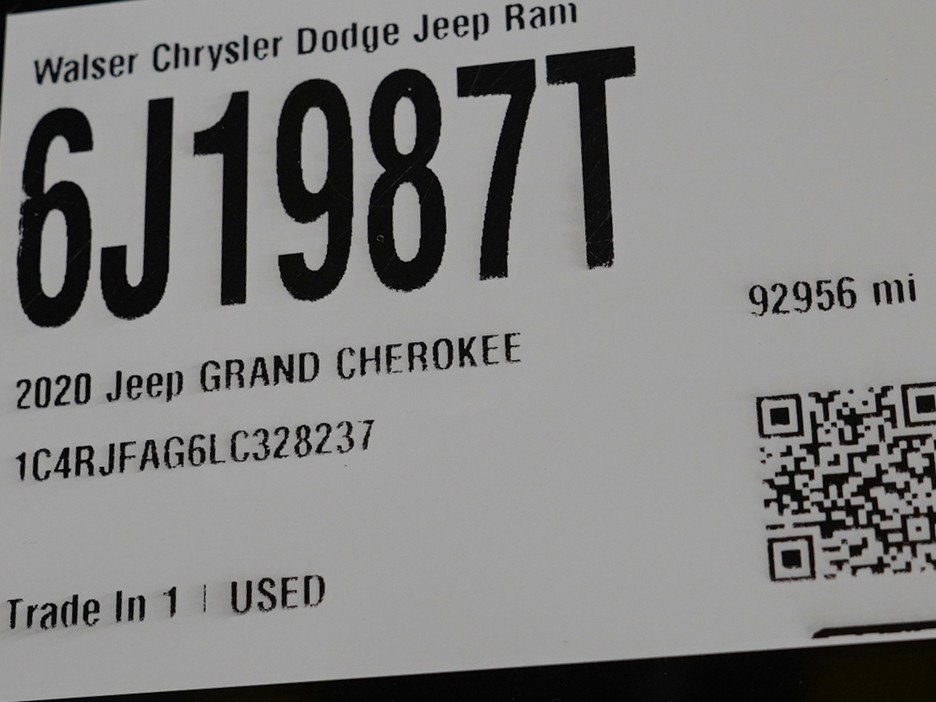 Walser Chrysler Dodge Jeep Ram
6J1987T
92956 mi
2020 Jeep GRAND CHEROKEE
1C4RJFAG6LC328237
Trade In 1 | USED